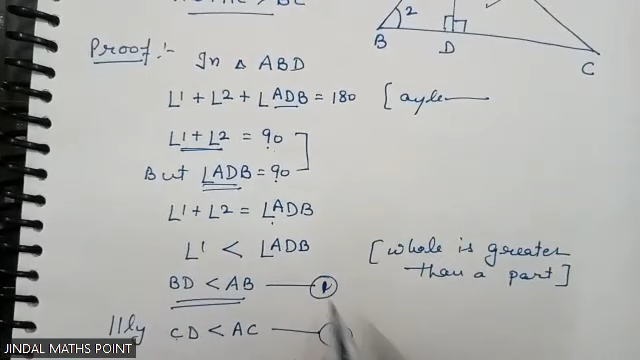 Proof :-
In △ ABD
∟1 + ∟2 + ∟ADB = 180 [ayle
∟1 + ∟2 = 90
But ∟ADB = 90
∟1 + ∟2 = ∟ADB
∟1 < ∟ADB
[whole is greater
than a part]
BD < AB — ①
||ly CD < AC —
2
B
D
C
JINDAL MATHS POINT